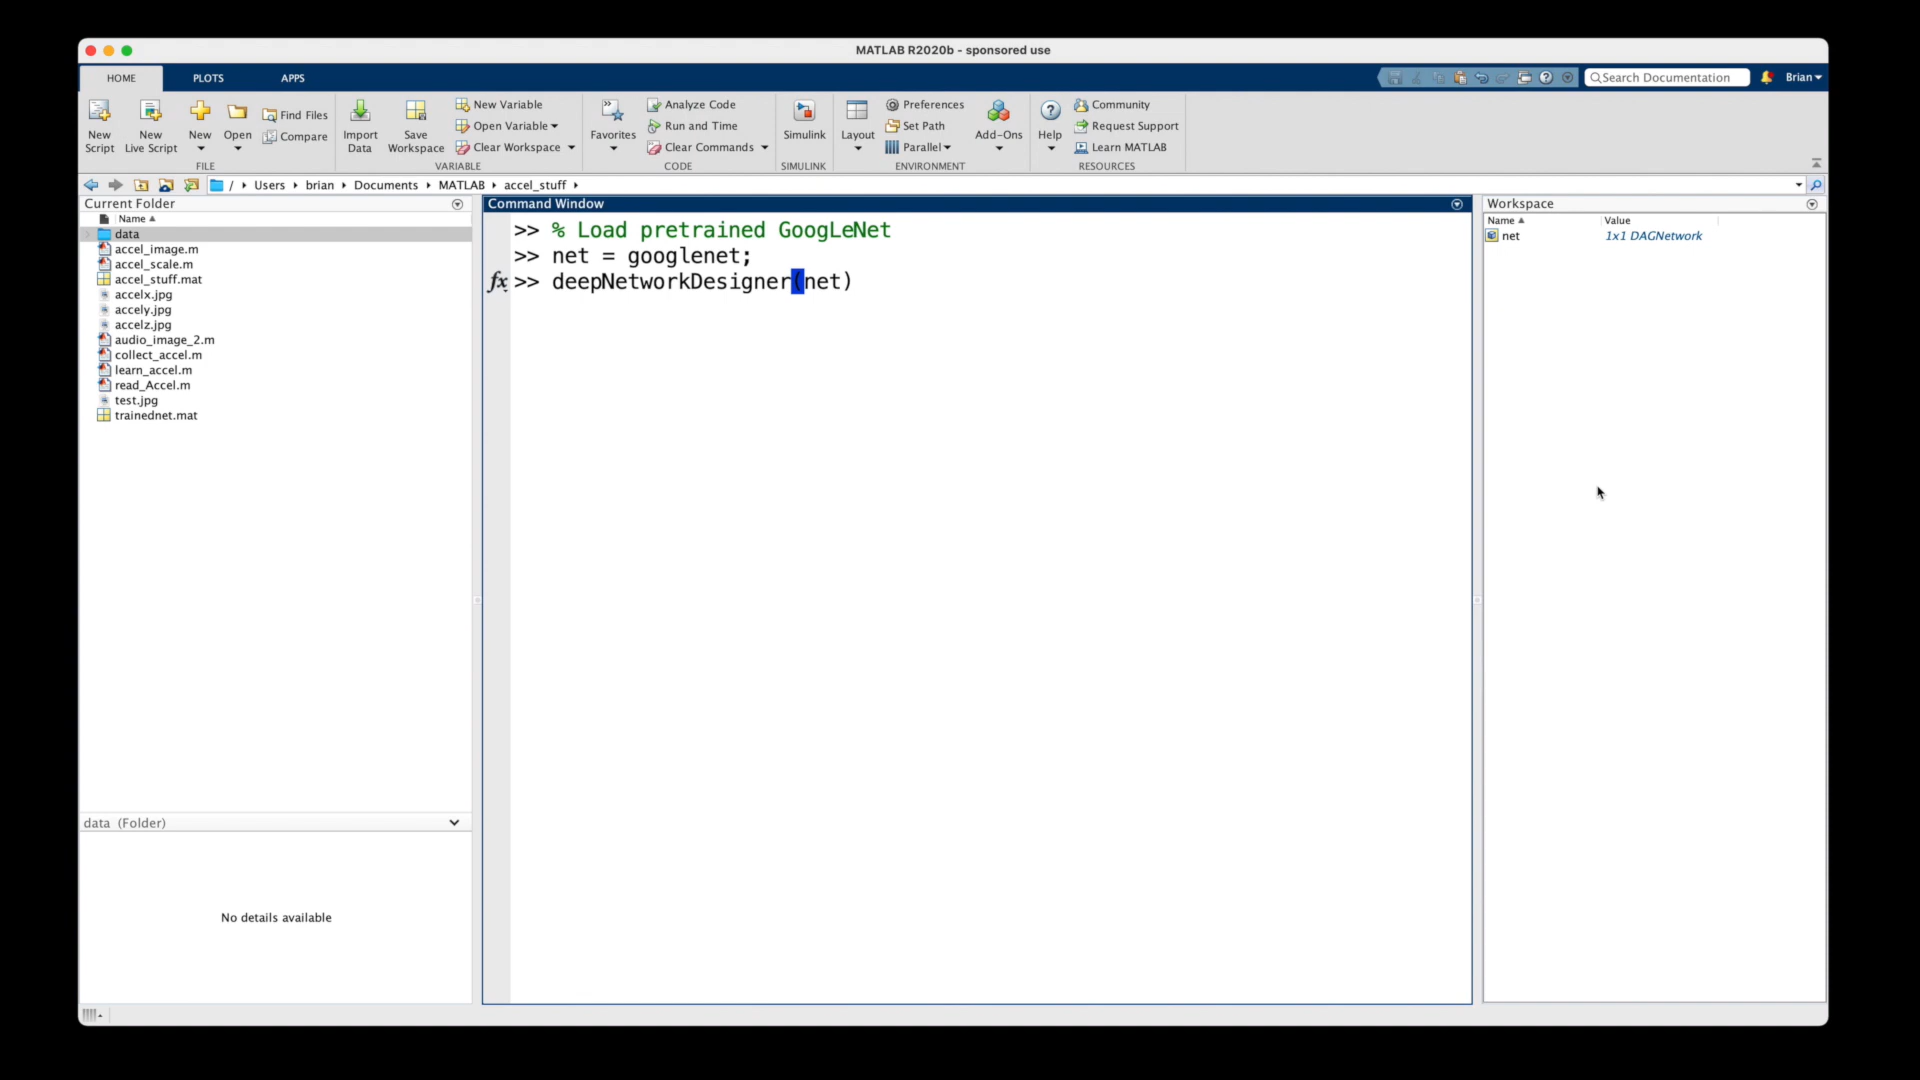 MATLAB R2020b - sponsored use
HOME
PLOTS
APPS
Search Documentation
Brian
New Script
New Live Script
New
Open
Find Files
Compare
FILE
Import Data
Save Workspace
New Variable
Open Variable
Clear Workspace
VARIABLE
Favorites
Analyze Code
Run and Time
Clear Commands
CODE
Simulink
SIMULINK
Layout
Preferences
Set Path
Parallel
Add-Ons
ENVIRONMENT
Help
Community
Request Support
Learn MATLAB
RESOURCES
/ Users brian Documents MATLAB accel_stuff
Current Folder
Name
data
accel_image.m
accel_scale.m
accel_stuff.mat
accelx.jpg
accely.jpg
accelz.jpg
audio_image_2.m
collect_accel.m
learn_accel.m
read_Accel.m
test.jpg
trainednet.mat
data (Folder)
No details available
Command Window
>> % Load pretrained GoogLeNet
>> net = googlenet;
fx >> deepNetworkDesigner(net)
Workspace
Name Value
net 1x1 DAGNetwork